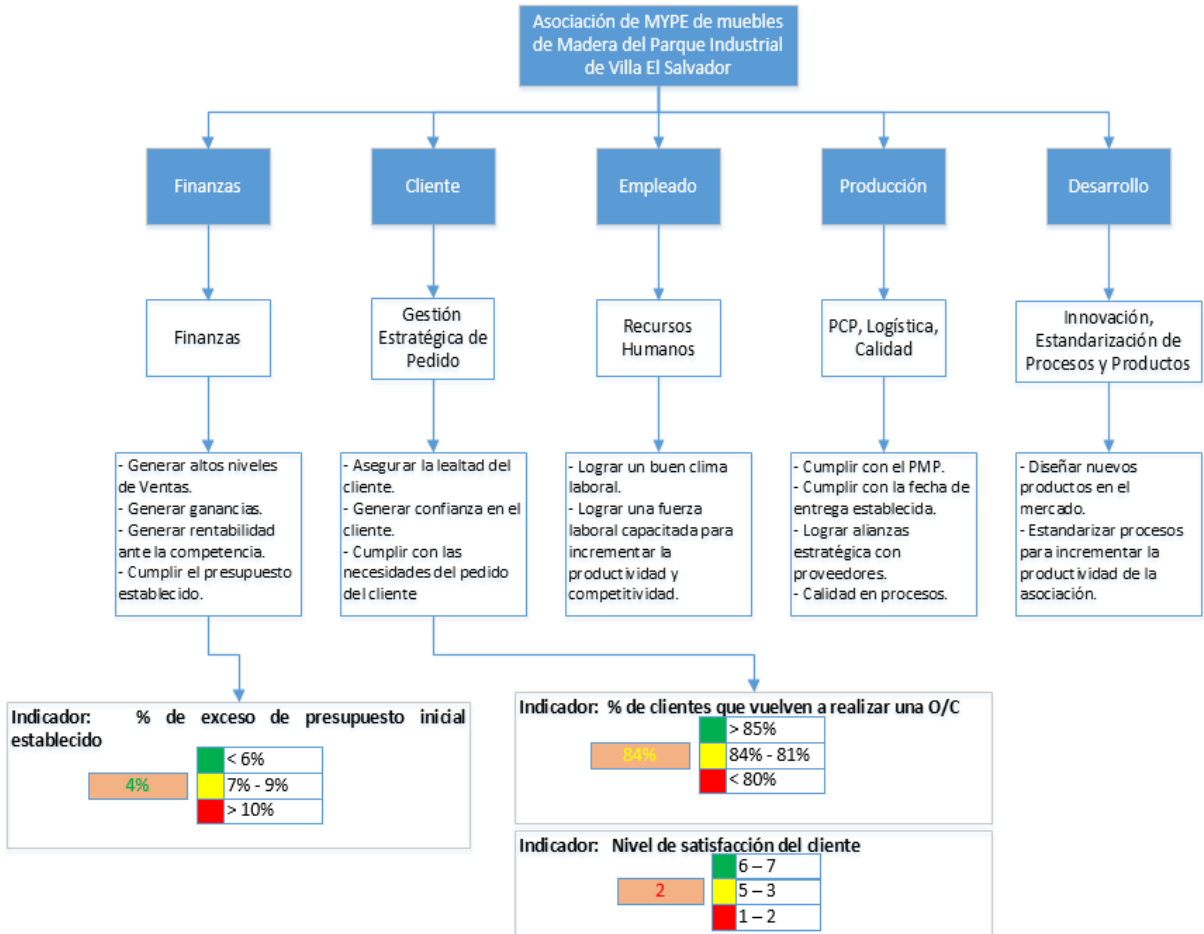 Asociación de MYPE de muebles
de Madera del Parque Industrial
de Villa El Salvador
Finanzas
Cliente
Empleado
Producción
Desarrollo
Finanzas
Gestión
Estratégica de
Pedido
Recursos
Humanos
PCP, Logística,
Calidad
Innovación,
Estandarización de
Procesos y Productos
- Generar altos niveles
de Ventas.
- Generar ganancias.
- Generar rentabilidad
ante la competencia.
- Cumplir el presupuesto
establecido.
- Asegurar la lealtad del
cliente.
- Generar confianza en el
cliente.
- Cumplir con las
necesidades del pedido
del cliente
- Lograr un buen clima
laboral.
- Lograr una fuerza
laboral capacitada para
incrementar la
productividad y
competitividad.
- Cumplir con el PMP.
- Cumplir con la fecha de
entrega establecida.
- Lograr alianzas
estratégica con
proveedores.
- Calidad en procesos.
- Diseñar nuevos
productos en el
mercado.
- Estandarizar procesos
para incrementar la
productividad de la
asociación.
Indicador: % de exceso de presupuesto inicial
establecido
4%
< 6%
7% - 9%
> 10%
Indicador: % de clientes que vuelven a realizar una O/C
84%
> 85%
84% - 81%
< 80%
Indicador: Nivel de satisfacción del cliente
2
6 – 7
5 – 3
1 – 2